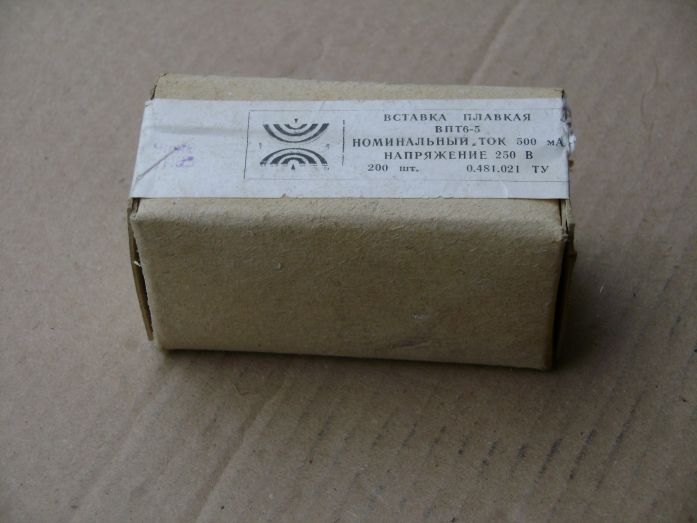 ВСТАВКА ПЛАВКАЯ
ВПТ6-5
НОМИНАЛЬНЫЙ ТОК 500 мА
НАПРЯЖЕНИЕ 250 В
200 шт. 0.481.021 ТУ